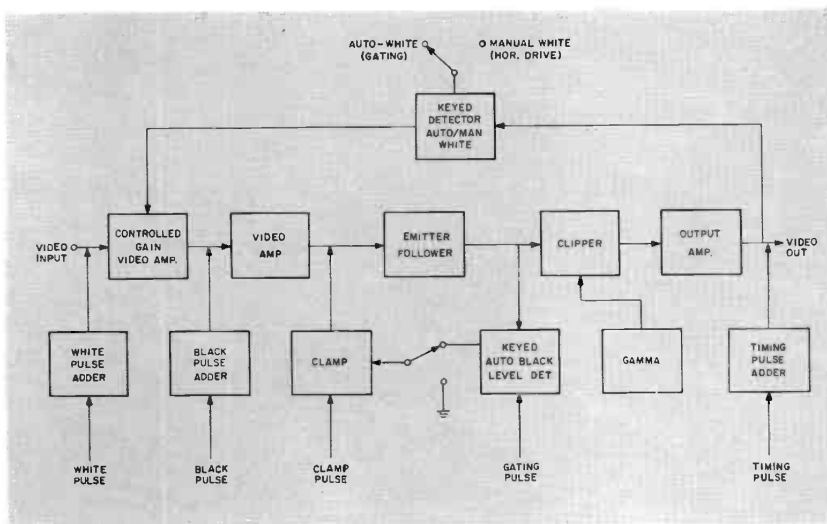 AUTO-WHITE
(GATING)
MANUAL WHITE
(HOR. DRIVE)
KEYED
DETECTOR
AUTO/MAN
WHITE
VIDEO
INPUT
CONTROLLED
GAIN
VIDEO AMP.
VIDEO
AMP
EMITTER
FOLLOWER
CLIPPER
OUTPUT
AMP.
VIDEO
OUT
WHITE
PULSE
ADDER
BLACK
PULSE
ADDER
CLAMP
KEYED
AUTO BLACK
LEVEL DET
GAMMA
TIMING
PULSE
ADDER
WHITE
PULSE
BLACK
PULSE
CLAMP
PULSE
GATING
PULSE
TIMING
PULSE